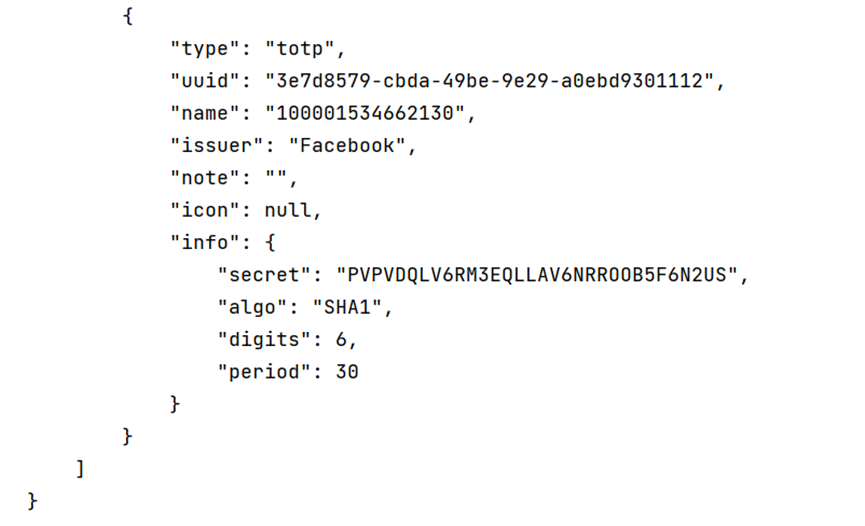 {
"type": "totp",
"uuid": "3e7d8579-cbda-49be-9e29-a0ebd9301112",
"name": "100001534662130",
"issuer": "Facebook",
"note": "",
"icon": null,
"info": {
"secret": "PVPVDQLV6RM3EQLLAV6NRROOB5F6N2US",
"algo": "SHA1",
"digits": 6,
"period": 30
}
}
]
}